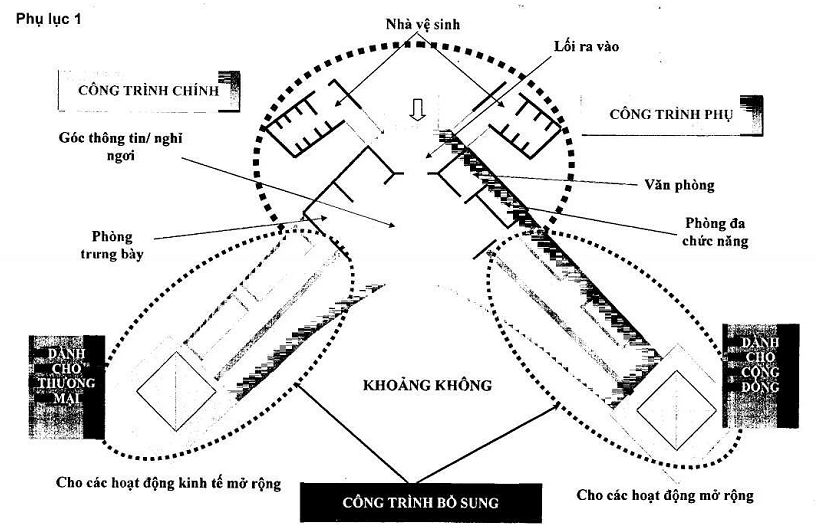 Phụ lục 1
Nhà vệ sinh
Lối ra vào
CÔNG TRÌNH CHÍNH
CÔNG TRÌNH PHỤ
Góc thông tin/ nghỉ
ngơi
Văn phòng
Phòng đa
chức năng
Phòng
trưng bày
DÀNH
CHO
THƯƠNG
MẠI
KHOẢNG KHÔNG
DÀNH
CHO
CỘNG
ĐỒNG
Cho các hoạt động kinh tế mở rộng
CÔNG TRÌNH BỔ SUNG
Cho các hoạt động mở rộng